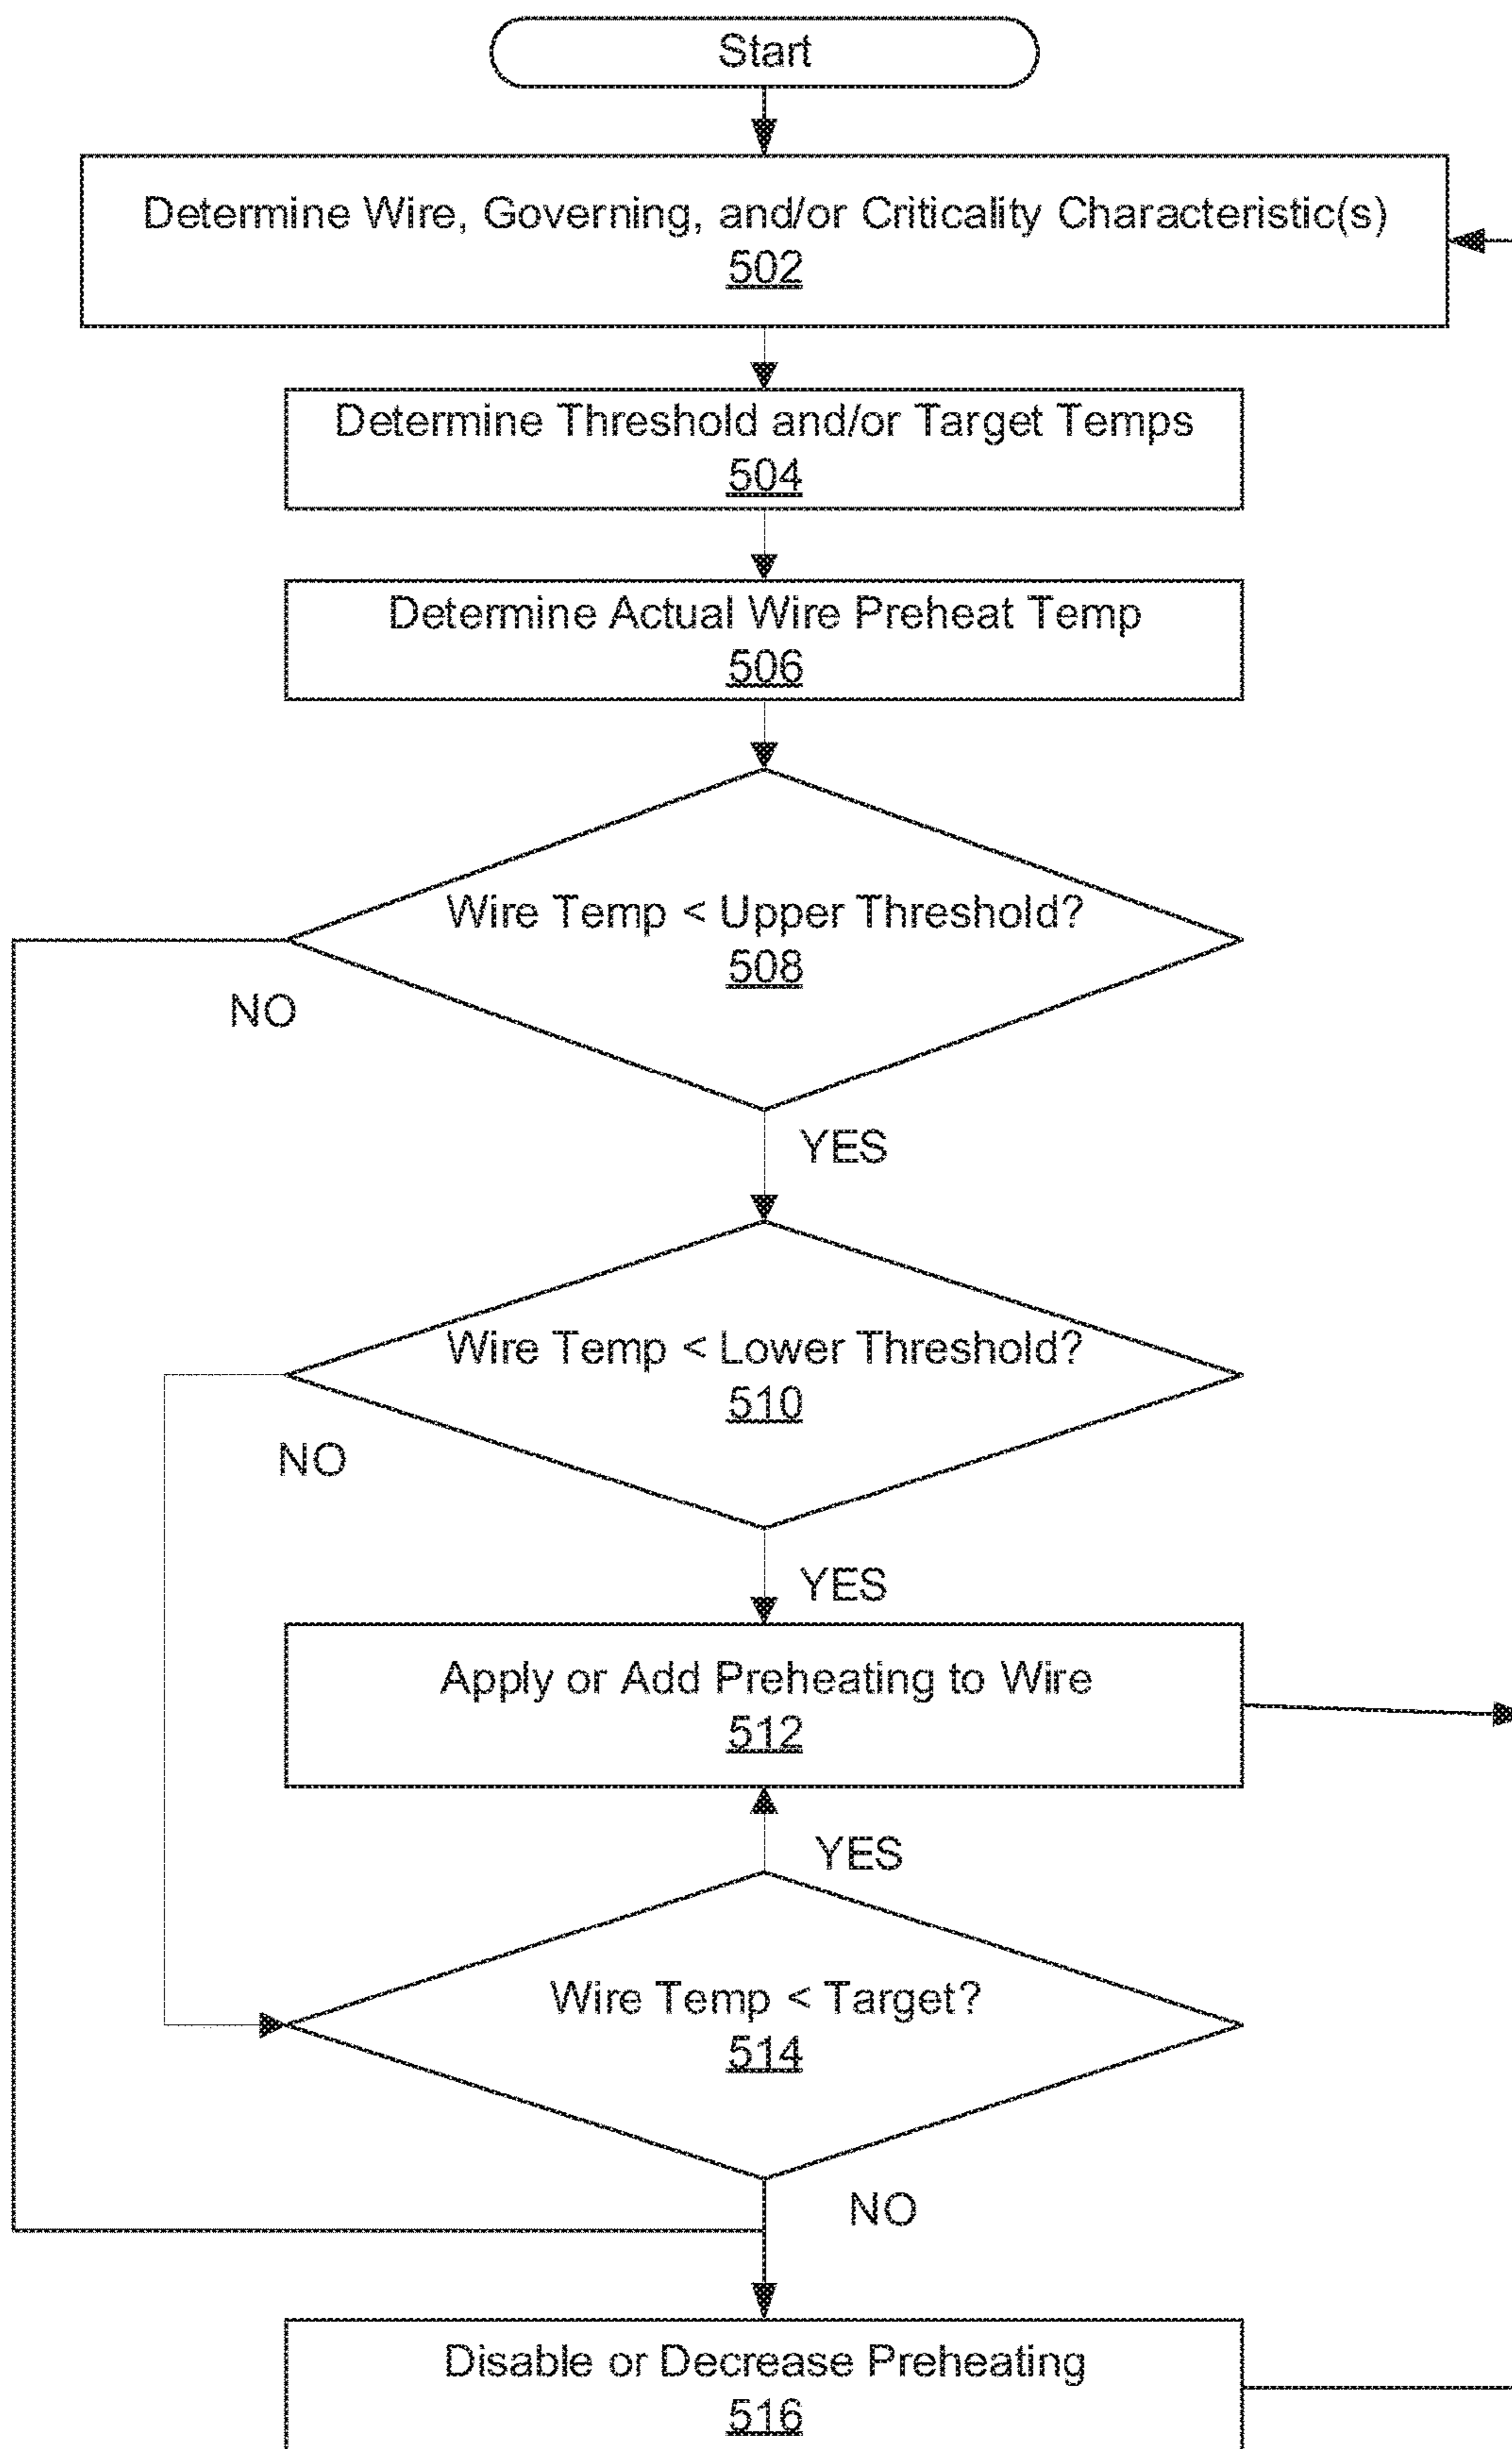 Start
Determine Wire, Governing, and/or Criticality Characteristic(s)
502
Determine Threshold and/or Target Temps
504
Determine Actual Wire Preheat Temp
506
Wire Temp < Upper Threshold?
508
NO
YES
Wire Temp < Lower Threshold?
510
NO
YES
Apply or Add Preheating to Wire
512
YES
Wire Temp < Target?
514
NO
Disable or Decrease Preheating
516